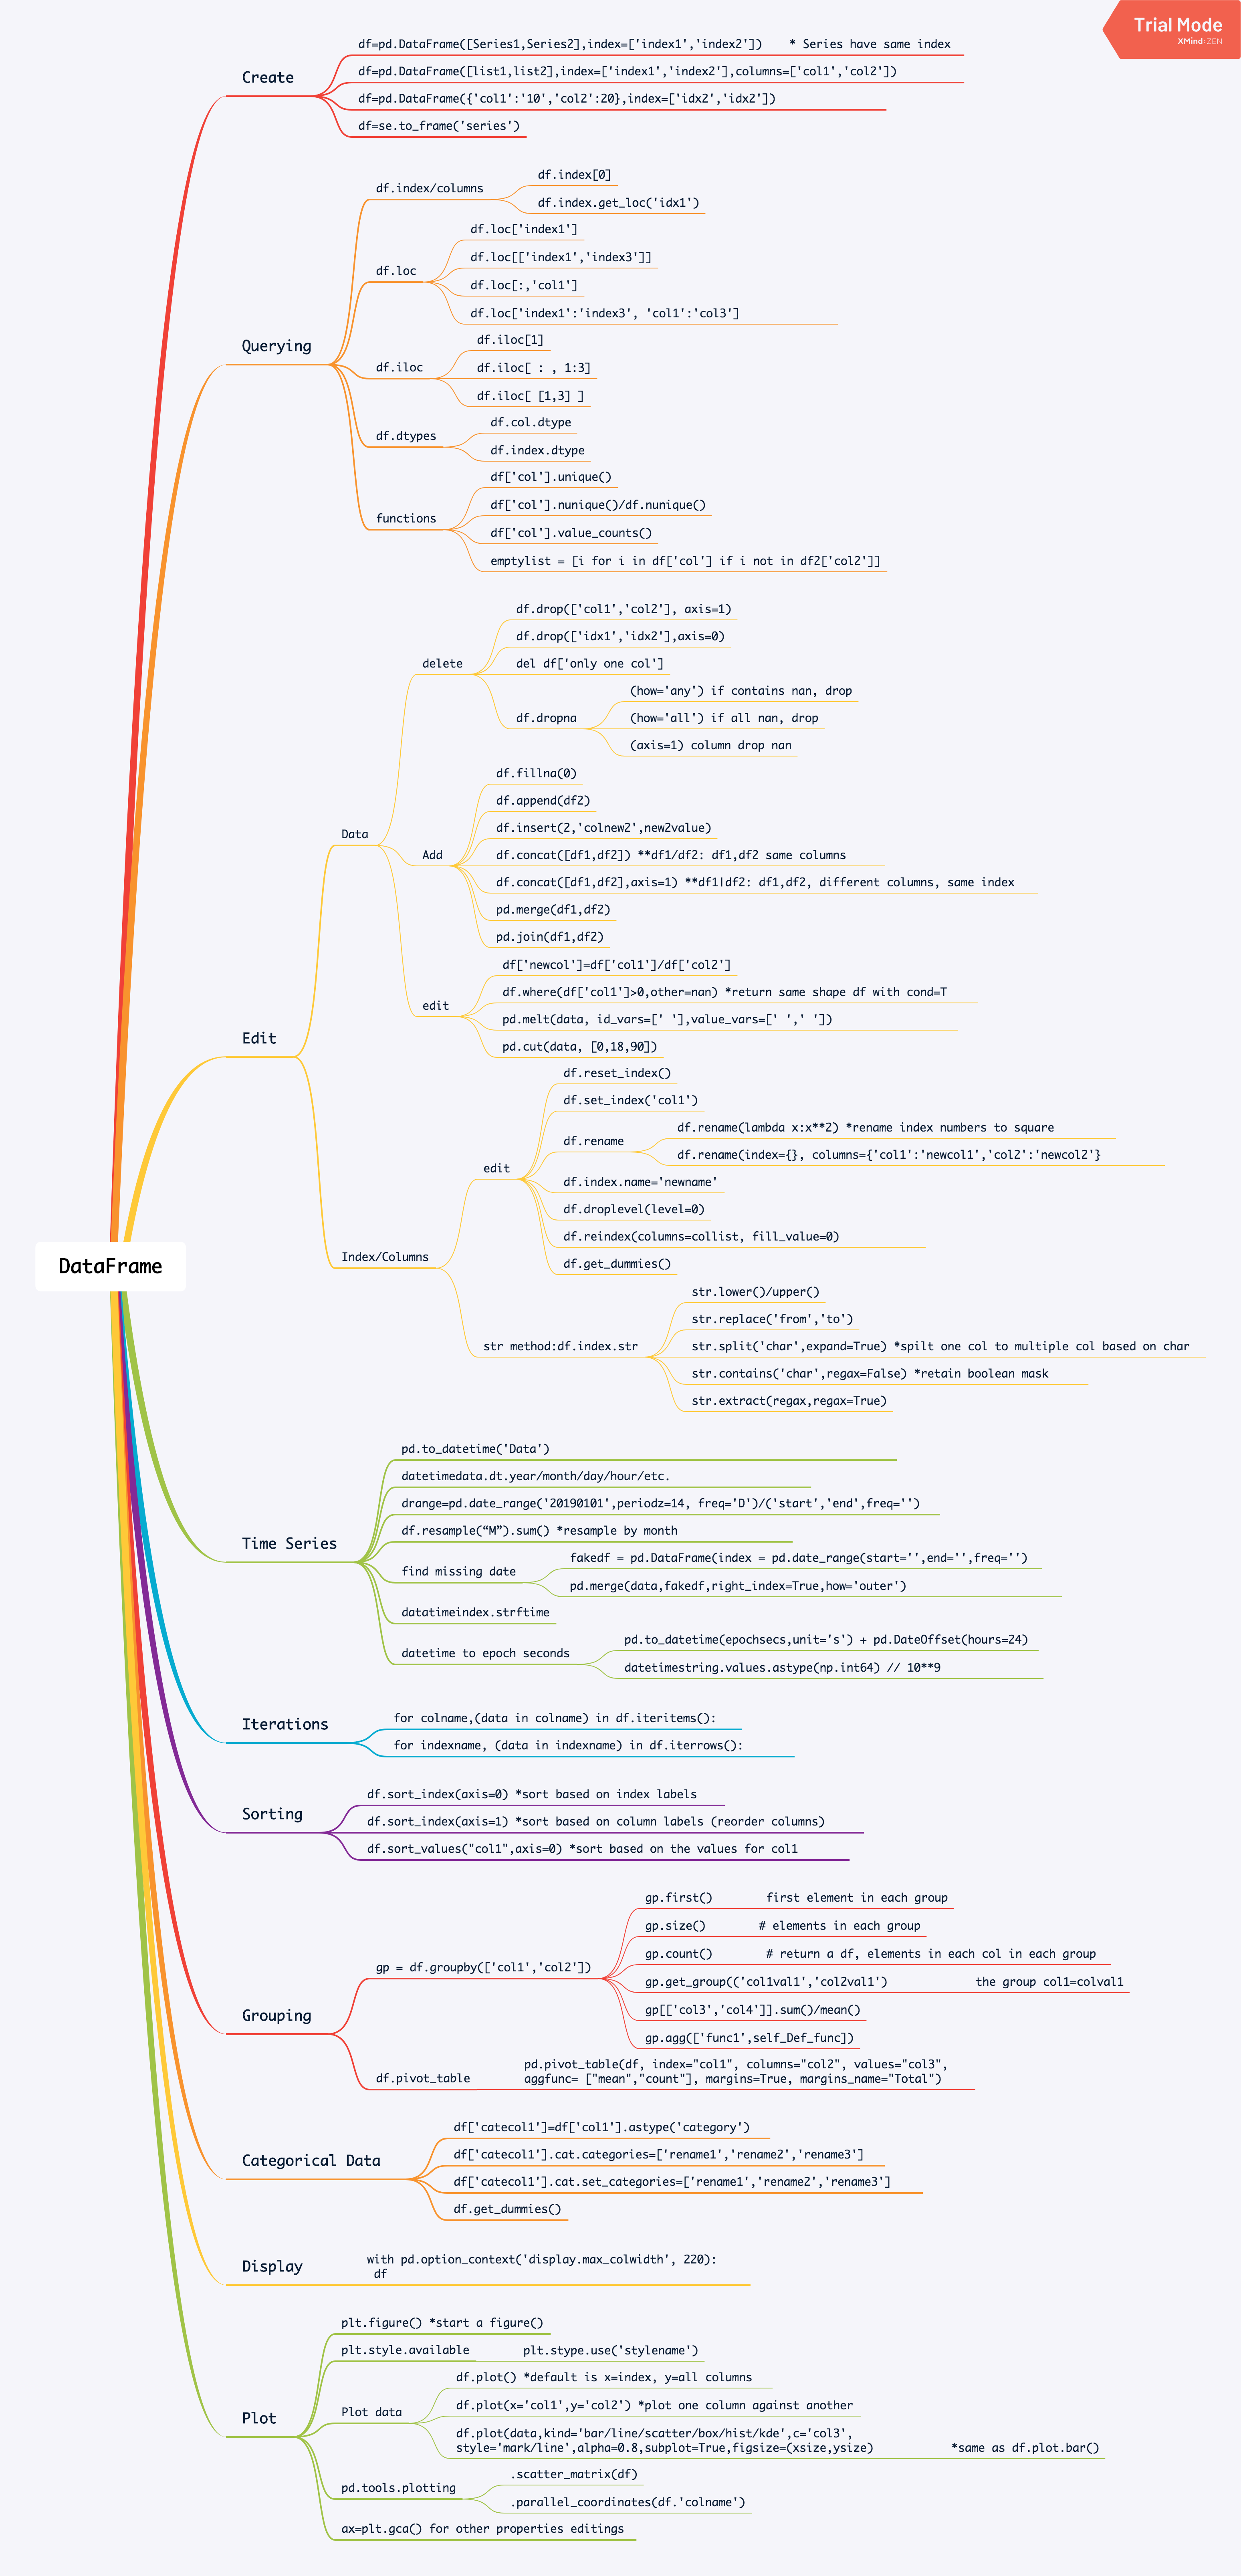 Trial Mode
XMind:ZEN
DataFrame
Create
df=pd.DataFrame([Series1,Series2],index=['index1','index2']) * Series have same index
df=pd.DataFrame([list1,list2],index=['index1','index2'],columns=['col1','col2'])
df=pd.DataFrame({'col1':'10','col2':20},index=['idx2','idx2'])
df=se.to_frame('series')
Querying
df.index/columns
df.index[0]
df.index.get_loc('idx1')
df.loc
df.loc['index1']
df.loc[['index1','index3']]
df.loc[:,'col1']
df.loc['index1':'index3', 'col1':'col3']
df.iloc
df.iloc[1]
df.iloc[ : , 1:3]
df.iloc[ [1,3] ]
df.dtypes
df.col.dtype
df.index.dtype
functions
df['col'].unique()
df['col'].nunique()/df.nunique()
df['col'].value_counts()
emptylist = [i for i in df['col'] if i not in df2['col2']]
Edit
Data
delete
df.drop(['col1','col2'], axis=1)
df.drop(['idx1','idx2'],axis=0)
del df['only one col']
df.dropna
(how='any') if contains nan, drop
(how='all') if all nan, drop
(axis=1) column drop nan
Add
df.fillna(0)
df.append(df2)
df.insert(2,'colnew2',new2value)
df.concat([df1,df2]) **df1/df2: df1,df2 same columns
df.concat([df1,df2],axis=1) **df1|df2: df1,df2, different columns, same index
pd.merge(df1,df2)
pd.join(df1,df2)
edit
df['newcol']=df['col1']/df['col2']
df.where(df['col1']>0,other=nan) *return same shape df with cond=T
pd.melt(data, id_vars=[' '],value_vars=[' ',' '])
pd.cut(data, [0,18,90])
Index/Columns
edit
df.reset_index()
df.set_index('col1')
df.rename
df.rename(lambda x:x**2) *rename index numbers to square
df.rename(index={}, columns={'col1':'newcol1','col2':'newcol2'}
df.index.name='newname'
df.droplevel(level=0)
df.reindex(columns=collist, fill_value=0)
df.get_dummies()
str method:df.index.str
str.lower()/upper()
str.replace('from','to')
str.split('char',expand=True) *spilt one col to multiple col based on char
str.contains('char',regax=False) *retain boolean mask
str.extract(regax,regax=True)
Time Series
pd.to_datetime('Data')
datetimedata.dt.year/month/day/hour/etc.
drange=pd.date_range('20190101',periodz=14, freq='D')/('start','end',freq='')
df.resample(“M”).sum() *resample by month
find missing date
fakedf = pd.DataFrame(index = pd.date_range(start='',end='',freq='')
pd.merge(data,fakedf,right_index=True,how='outer')
datatimeindex.strftime
datetime to epoch seconds
pd.to_datetime(epochsecs,unit='s') + pd.DateOffset(hours=24)
datetimestring.values.astype(np.int64) // 10**9
Iterations
for colname,(data in colname) in df.iteritems():
for indexname, (data in indexname) in df.iterrows():
Sorting
df.sort_index(axis=0) *sort based on index labels
df.sort_index(axis=1) *sort based on column labels (reorder columns)
df.sort_values("col1",axis=0) *sort based on the values for col1
Grouping
gp = df.groupby(['col1','col2'])
gp.first() first element in each group
gp.size() # elements in each group
gp.count() # return a df, elements in each col in each group
gp.get_group(('col1val1','col2val1') the group col1=colval1
gp[['col3','col4']].sum()/mean()
gp.agg(['func1',self_Def_func])
df.pivot_table
pd.pivot_table(df, index="col1", columns="col2", values="col3",
aggfunc= ["mean","count"], margins=True, margins_name="Total")
Categorical Data
df['catecol1']=df['col1'].astype('category')
df['catecol1'].cat.categories=['rename1','rename2','rename3']
df['catecol1'].cat.set_categories=['rename1','rename2','rename3']
df.get_dummies()
Display
with pd.option_context('display.max_colwidth', 220):
df
Plot
plt.figure() *start a figure()
plt.style.available
plt.stype.use('stylename')
Plot data
df.plot() *default is x=index, y=all columns
df.plot(x='col1',y='col2') *plot one column against another
df.plot(data,kind='bar/line/scatter/box/hist/kde',c='col3',
style='mark/line',alpha=0.8,subplot=True,figsize=(xsize,ysize) *same as df.plot.bar()
pd.tools.plotting
.scatter_matrix(df)
.parallel_coordinates(df.'colname')
ax=plt.gca() for other properties editings